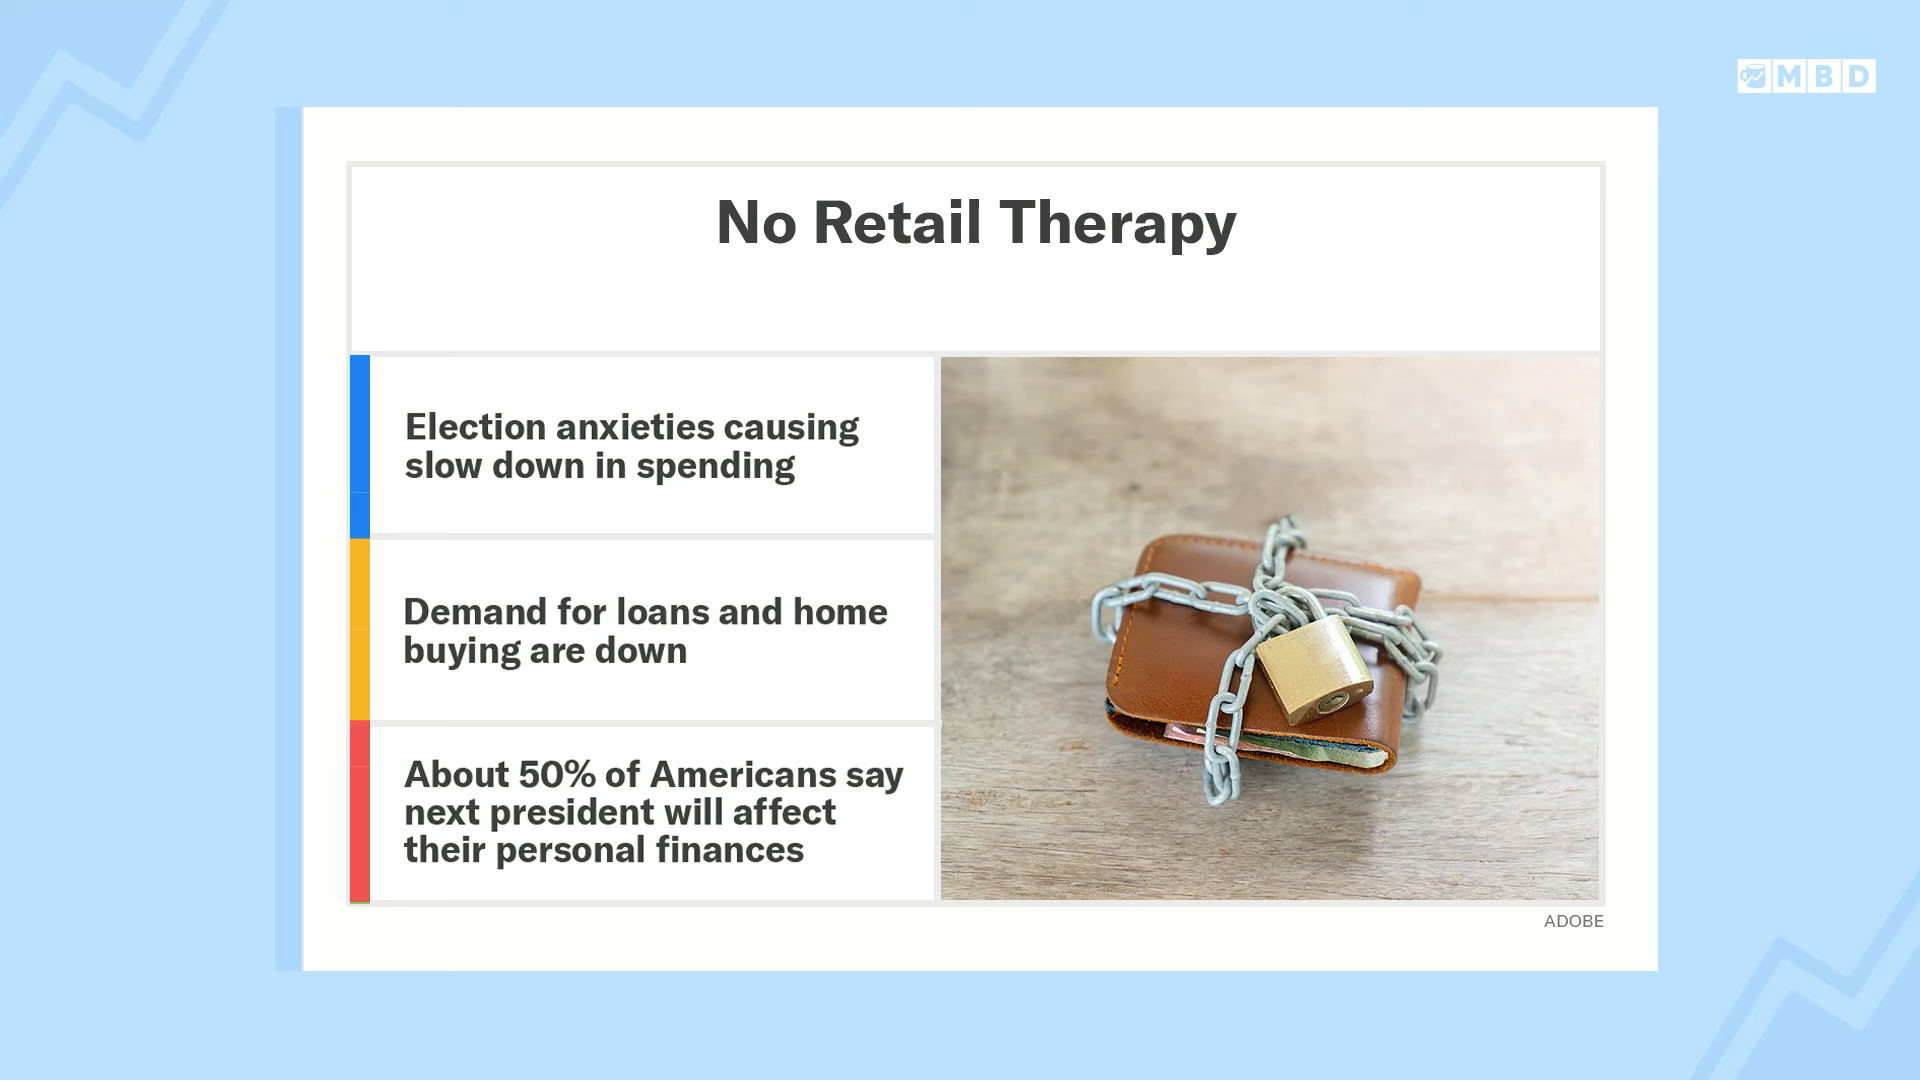 MBD
No Retail Therapy
Election anxieties causing
slow down in spending
Demand for loans and home
buying are down
About 50% of Americans say
next president will affect
their personal finances
ADOBE